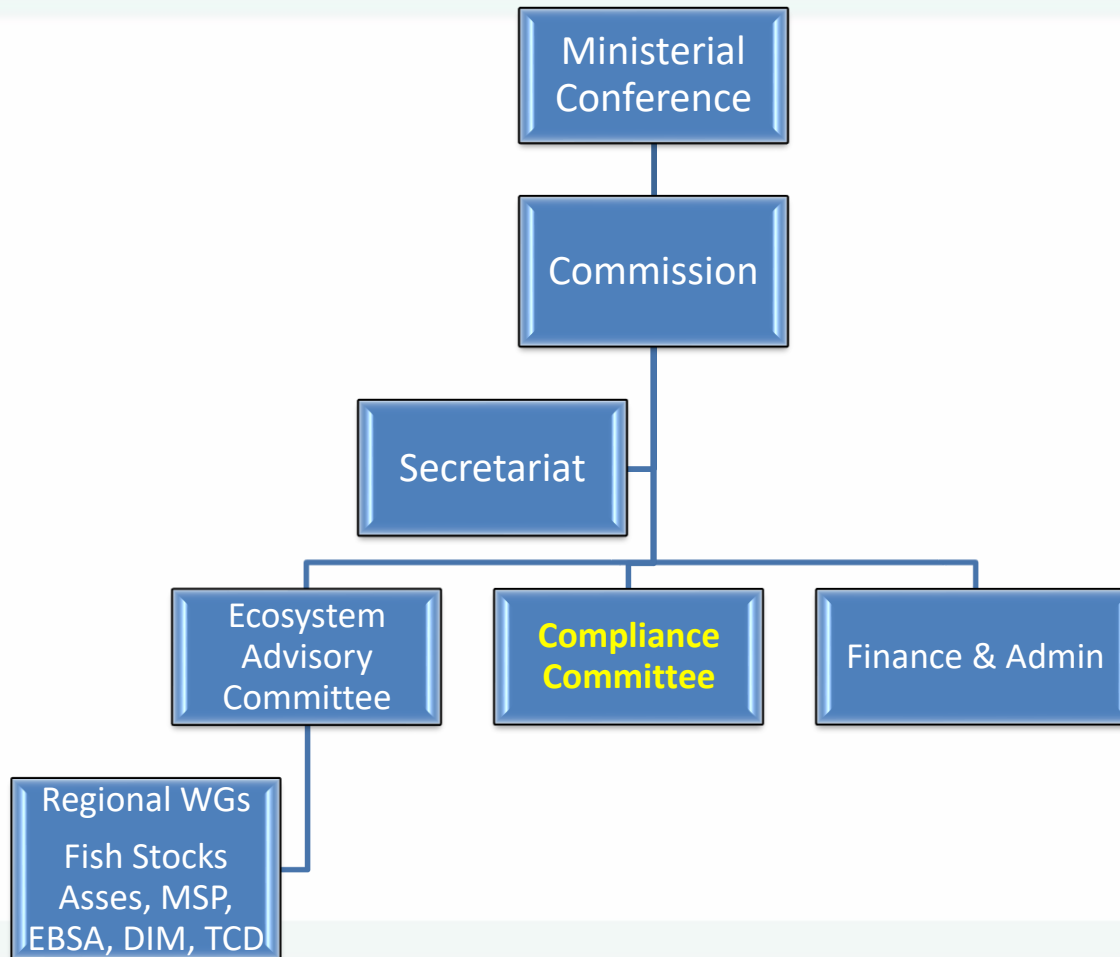 Ministerial
Conference
Commission
Secretariat
Ecosystem
Advisory
Committee
Compliance
Committee
Finance & Admin
Regional WGs
Fish Stocks
Asses, MSP,
EBSA, DIM, TCD